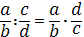 a/b : c/d = a/b · d/c